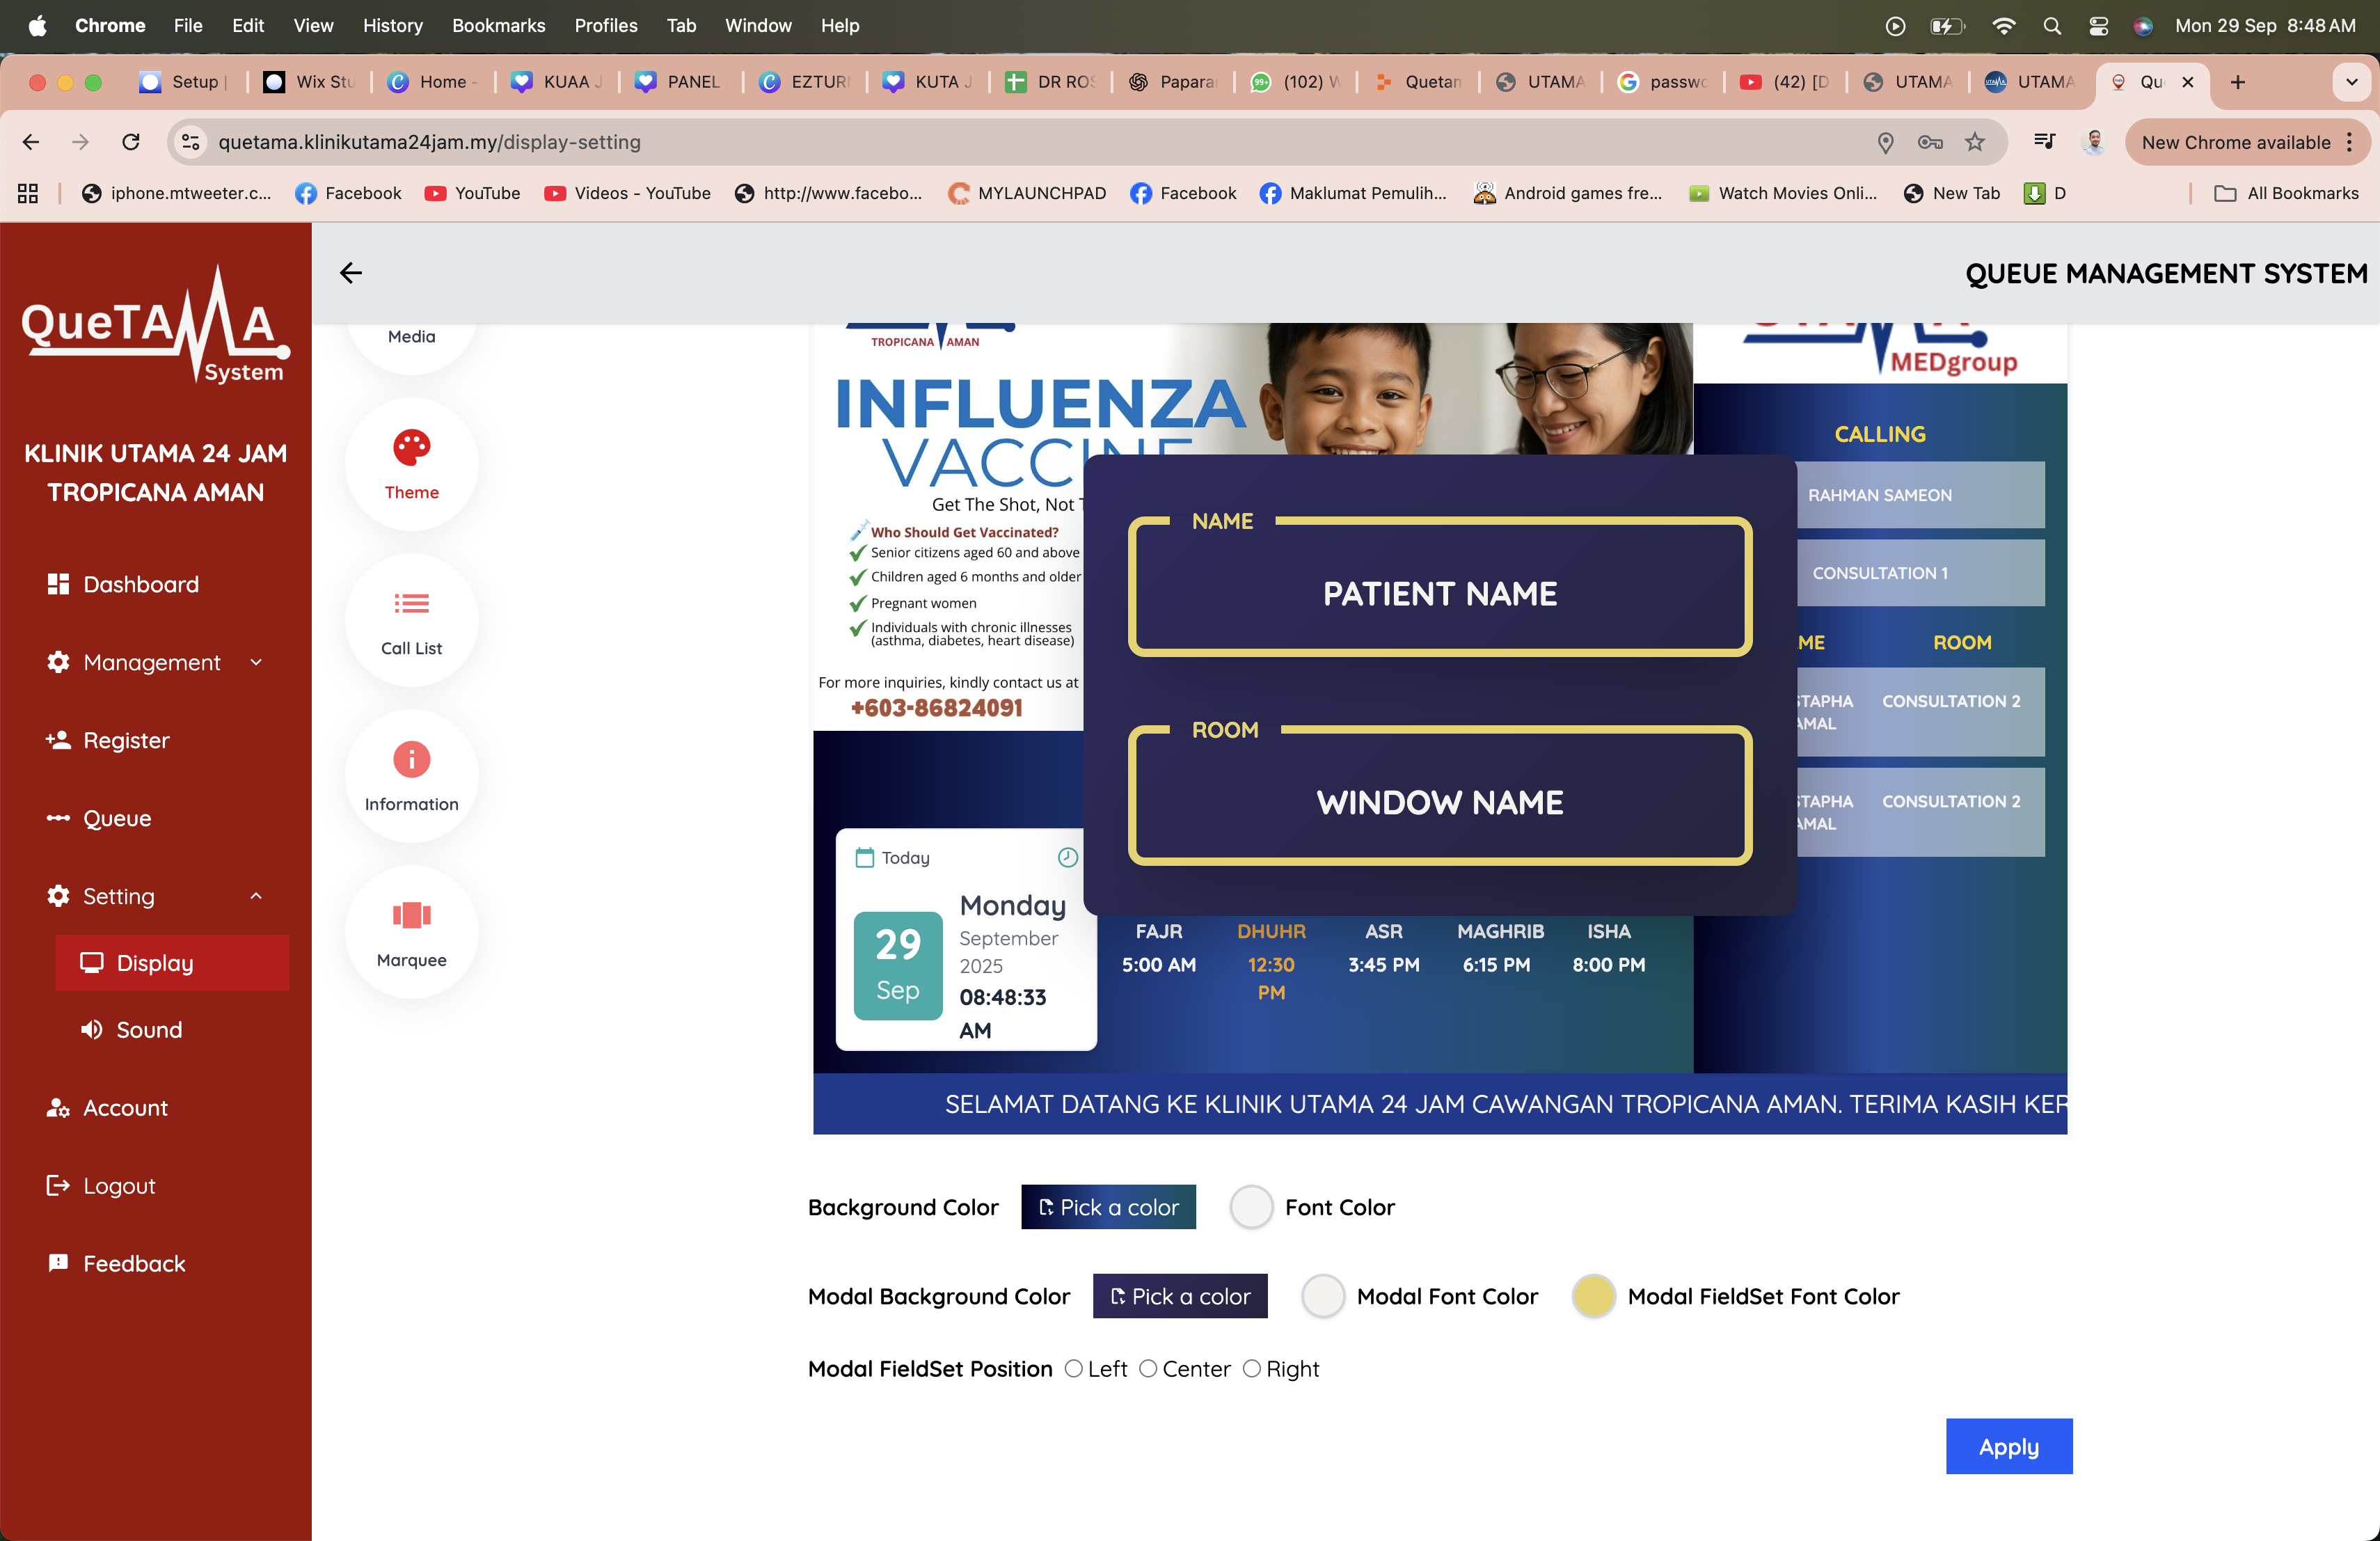 Chrome File Edit View History Bookmarks Profiles Tab Window Help
Mon 29 Sep 8:48 AM
Setup | Wix Stu Home - KUAA J PANEL EZTUR KUTA J DR ROS Papara (102) W Quetam UTAMA passwo (42) [D UTAMA UTAMA Qu
quetama.klinikutama24jam.my/display-setting
New Chrome available
iphone.mtweeter.c... Facebook YouTube Videos - YouTube http://www.facebo... MYLAUNCHPAD Facebook Maklumat Pemulih... Android games fre... Watch Movies Onli... New Tab D All Bookmarks
QueTAMA
System
KLINIK UTAMA 24 JAM
TROPICANA AMAN
Dashboard
Management
Register
Queue
Setting
Display
Sound
Account
Logout
Feedback
QUEUE MANAGEMENT SYSTEM
Media
Theme
Call List
Information
Marquee
TROPICANA AMAN
INFLUENZA
VACCINE
Get The Shot, Not T
Who Should Get Vaccinated?
Senior citizens aged 60 and above
Children aged 6 months and older
Pregnant women
Individuals with chronic illnesses
(asthma, diabetes, heart disease)
For more inquiries, kindly contact us at
+603-86824091
UTAMA
MEDgroup
CALLING
RAHMAN SAMEON
CONSULTATION 1
ME ROOM
STAPHA
AMAL
CONSULTATION 2
STAPHA
AMAL
CONSULTATION 2
NAME
PATIENT NAME
ROOM
WINDOW NAME
Today
29
Sep
Monday
September
2025
08:48:33
AM
FAJR DHUHR ASR MAGHRIB ISHA
5:00 AM 12:30 PM 3:45 PM 6:15 PM 8:00 PM
SELAMAT DATANG KE KLINIK UTAMA 24 JAM CAWANGAN TROPICANA AMAN. TERIMA KASIH KER
Background Color Pick a color Font Color
Modal Background Color Pick a color Modal Font Color Modal FieldSet Font Color
Modal FieldSet Position Left Center Right
Apply